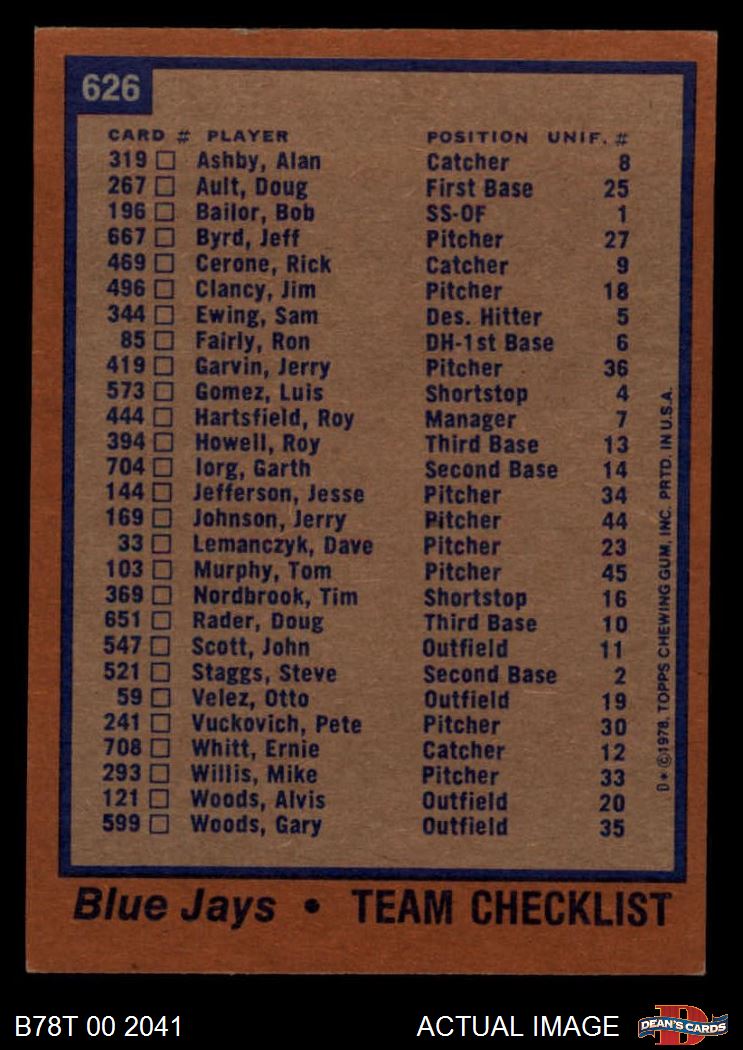 626
CARD # PLAYER POSITION UNIF. #
319 Ashby, Alan Catcher 8
267 Ault, Doug First Base 25
196 Bailor, Bob SS-OF 1
667 Byrd, Jeff Pitcher 27
469 Cerone, Rick Catcher 9
496 Clancy, Jim Pitcher 18
344 Ewing, Sam Des. Hitter 5
85 Fairly, Ron DH-1st Base 6
419 Garvin, Jerry Pitcher 36
573 Gomez, Luis Shortstop 4
444 Hartsfield, Roy Manager 7
394 Howell, Roy Third Base 13
704 Iorg, Garth Second Base 14
144 Jefferson, Jesse Pitcher 34
169 Johnson, Jerry Pitcher 44
33 Lemanczyk, Dave Pitcher 23
103 Murphy, Tom Pitcher 45
369 Nordbrook, Tim Shortstop 16
651 Rader, Doug Third Base 10
547 Scott, John Outfield 11
521 Staggs, Steve Second Base 2
59 Velez, Otto Outfield 19
241 Vuckovich, Pete Pitcher 30
708 Whitt, Ernie Catcher 12
293 Willis, Mike Pitcher 33
121 Woods, Alvis Outfield 20
599 Woods, Gary Outfield 35
D*©1978, TOPPS CHEWING GUM, INC. PRTD. IN U.S.A.
Blue Jays • TEAM CHECKLIST
B78T 00 2041 ACTUAL IMAGE
D
DEAN'S CARDS